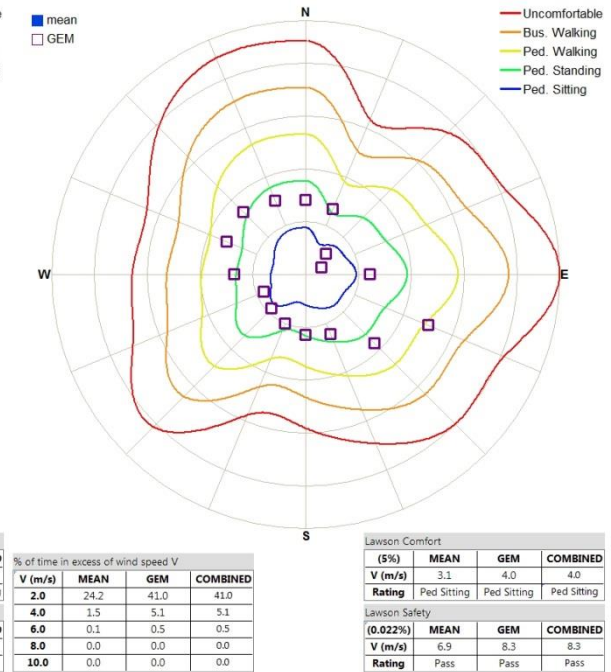 N
mean
GEM
Uncomfortable
Bus. Walking
Ped. Walking
Ped. Standing
Ped. Sitting
W
E
S
% of time in excess of wind speed V
V (m/s) MEAN GEM COMBINED
2.0 24.2 41.0 41.0
4.0 1.5 5.1 5.1
6.0 0.1 0.5 0.5
8.0 0.0 0.0 0.0
10.0 0.0 0.0 0.0
Lawson Comfort
(5%) MEAN GEM COMBINED
V (m/s) 3.1 4.0 4.0
Rating Ped Sitting Ped Sitting Ped Sitting
Lawson Safety
(0.022%) MEAN GEM COMBINED
V (m/s) 6.9 8.3 8.3
Rating Pass Pass Pass